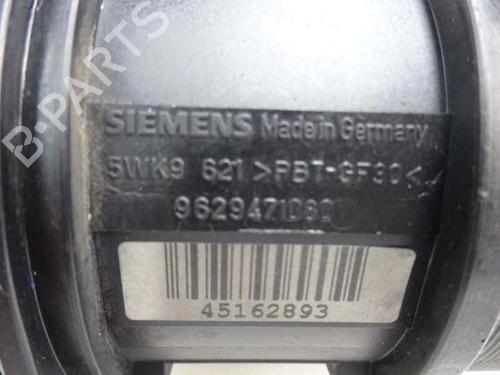 SIEMENS Made in Germany
5WK9 621 >PBT-GF30<
9629471080
45162893
B-PARTS